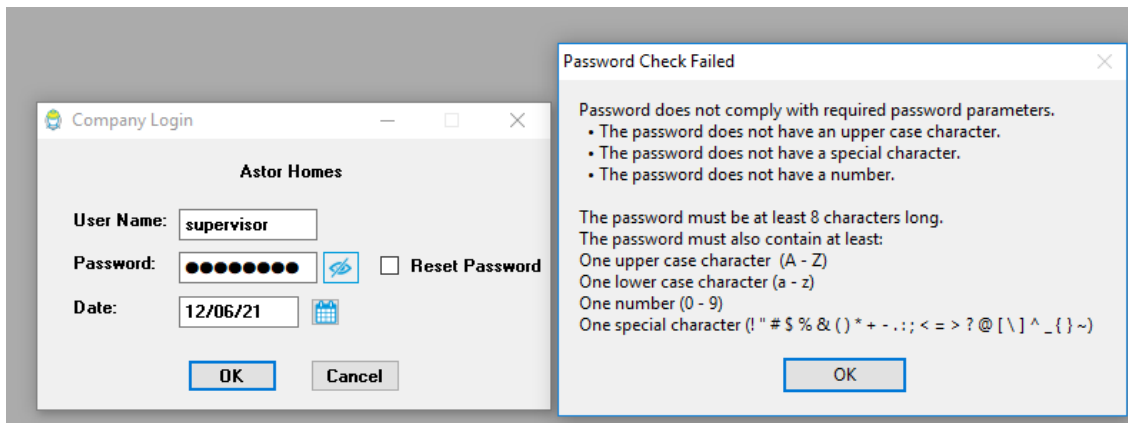 Company Login
Astor Homes
User Name: supervisor
Password: ●●●●●●●● Reset Password
Date: 12/06/21
OK Cancel
Password Check Failed
Password does not comply with required password parameters.
• The password does not have an upper case character.
• The password does not have a special character.
• The password does not have a number.
The password must be at least 8 characters long.
The password must also contain at least:
One upper case character (A - Z)
One lower case character (a - z)
One number (0 - 9)
One special character (! " # $ % & ( ) * + - . : ; < = > ? @ [ \ ] ^ _ { } ~)
OK